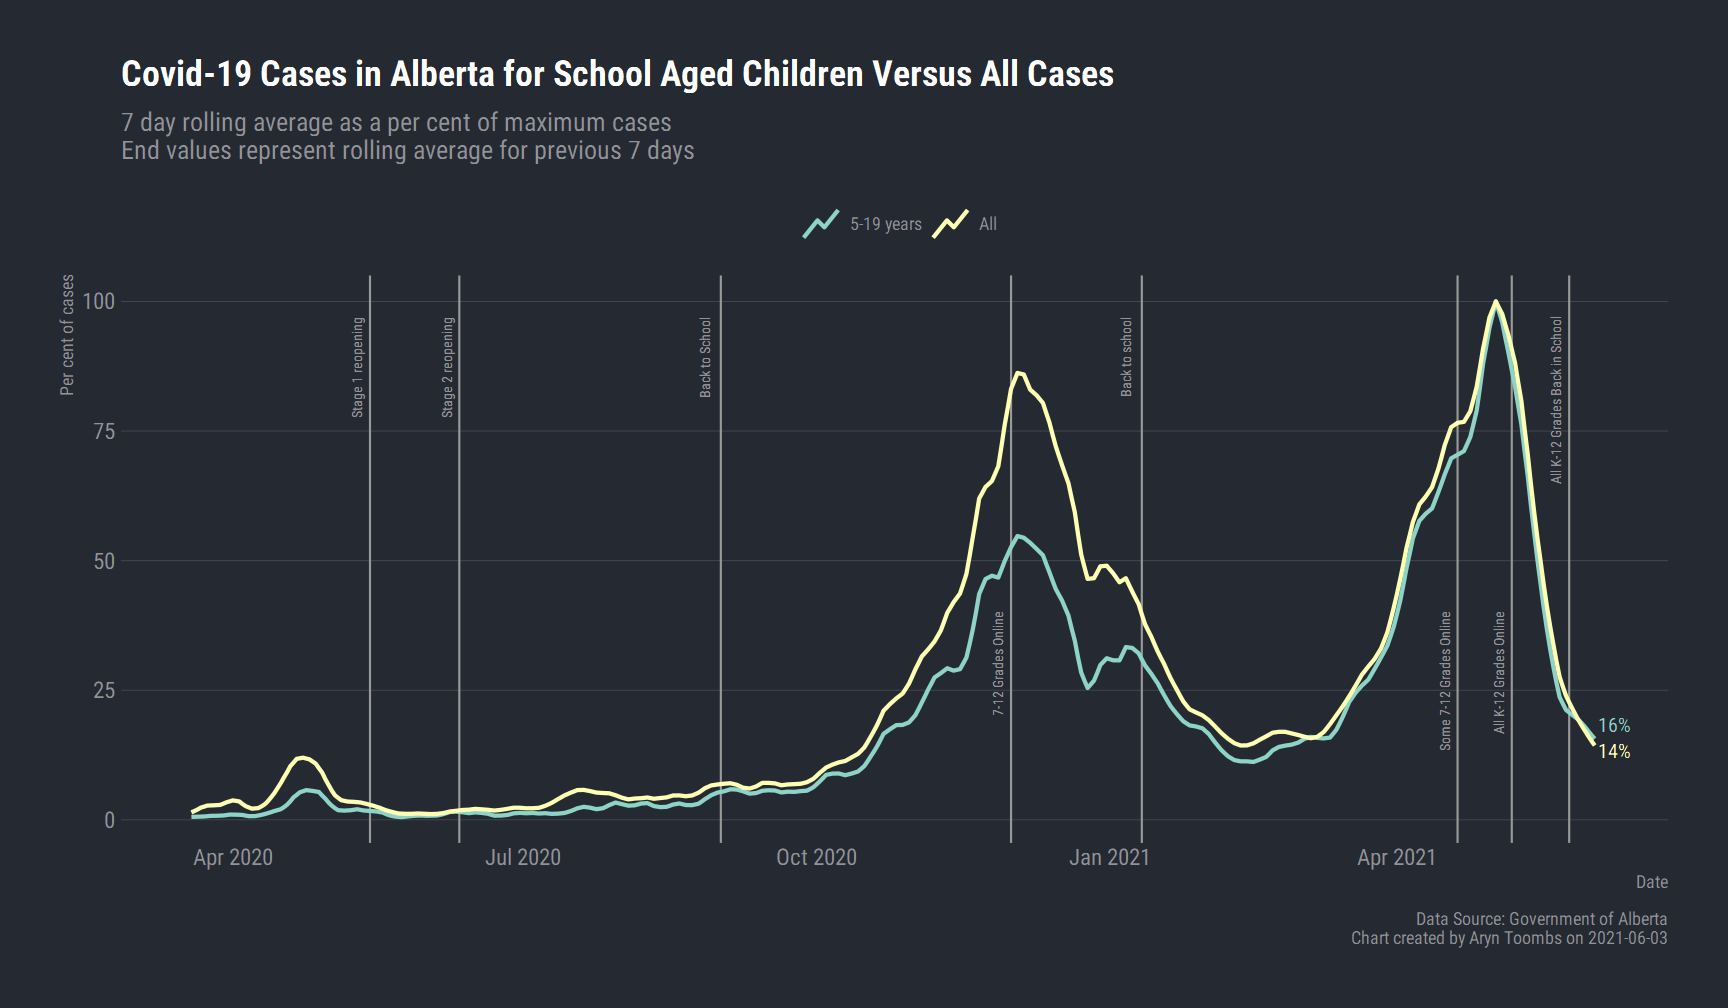 Covid-19 Cases in Alberta for School Aged Children Versus All Cases
7 day rolling average as a per cent of maximum cases
End values represent rolling average for previous 7 days
5-19 years
All
Per cent of cases
100
75
50
25
0
Stage 1 reopening
Stage 2 reopening
Back to School
7-12 Grades Online
Back to school
Some 7-12 Grades Online
All K-12 Grades Online
All K-12 Grades Back in School
16%
14%
Apr 2020
Jul 2020
Oct 2020
Jan 2021
Apr 2021
Date
Data Source: Government of Alberta
Chart created by Aryn Toombs on 2021-06-03